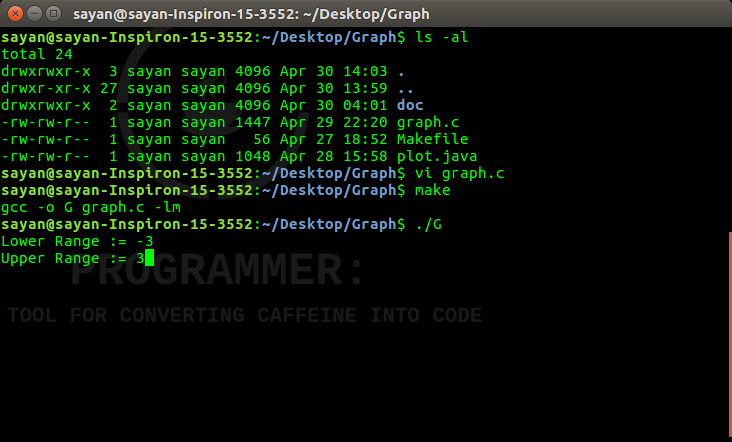 sayan@sayan-Inspiron-15-3552: ~/Desktop/Graph
sayan@sayan-Inspiron-15-3552:~/Desktop/Graph$ ls -al
total 24
drwxrwxr-x  3 sayan sayan 4096 Apr 30 14:03 .
drwxr-xr-x 27 sayan sayan 4096 Apr 30 13:59 ..
drwxrwxr-x  2 sayan sayan 4096 Apr 30 04:01 doc
-rw-rw-r--  1 sayan sayan 1447 Apr 29 22:20 graph.c
-rw-rw-r--  1 sayan sayan   56 Apr 27 18:52 Makefile
-rw-rw-r--  1 sayan sayan 1048 Apr 28 15:58 plot.java
sayan@sayan-Inspiron-15-3552:~/Desktop/Graph$ vi graph.c
sayan@sayan-Inspiron-15-3552:~/Desktop/Graph$ make
gcc -o G graph.c -lm
sayan@sayan-Inspiron-15-3552:~/Desktop/Graph$ ./G
Lower Range := -3
Upper Range := 3
PROGRAMMER:
TOOL FOR CONVERTING CAFFEINE INTO CODE